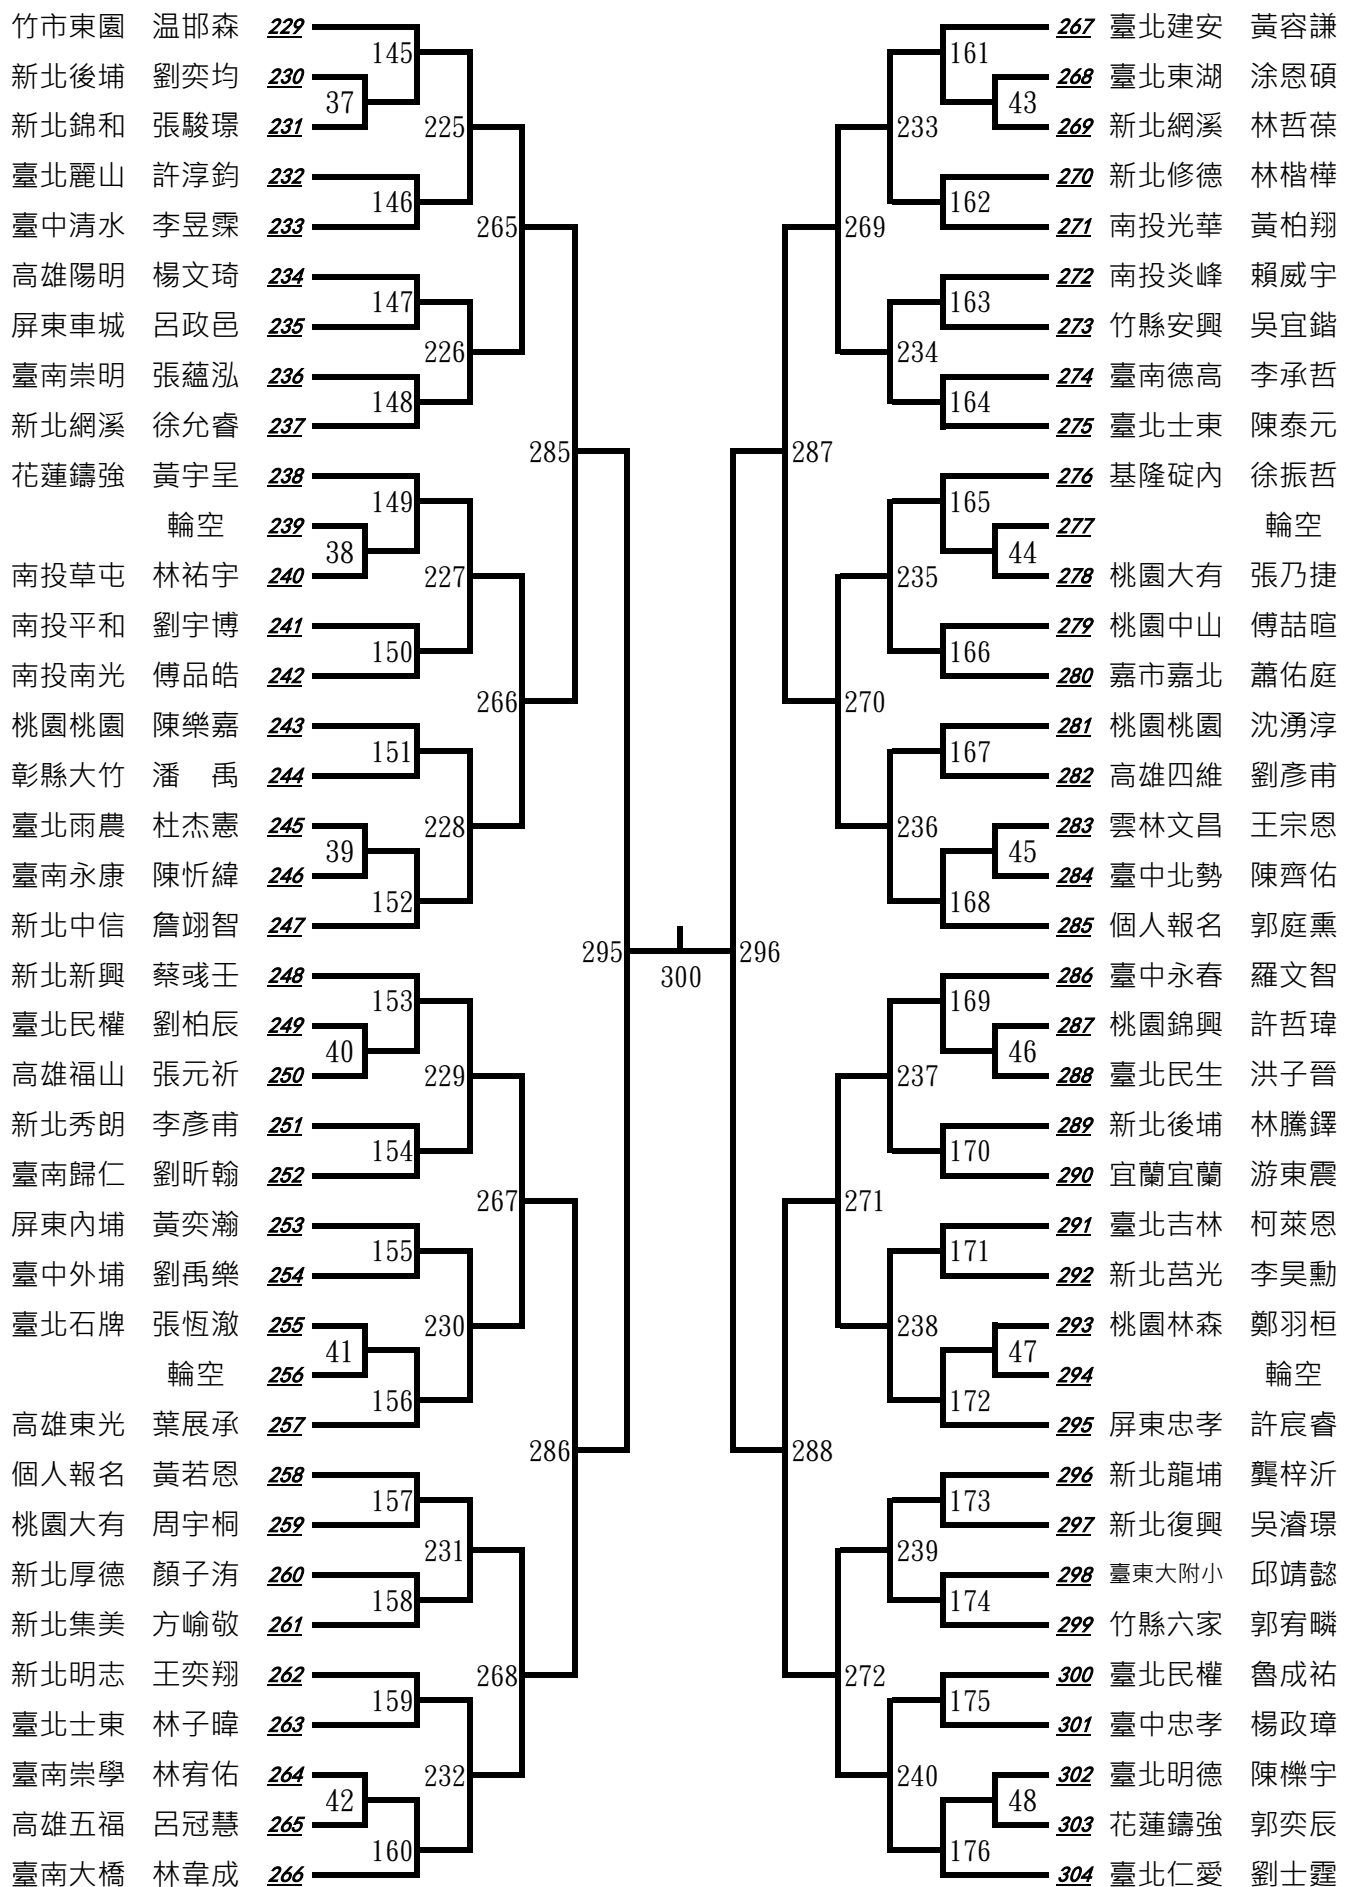 竹市東園 温邯森 229
新北後埔 劉奕均 230
新北錦和 張駿璟 231
臺北麗山 許淳鈞 232
臺中清水 李昱霂 233
高雄陽明 楊文琦 234
屏東車城 呂政邑 235
臺南崇明 張蘊泓 236
新北網溪 徐允睿 237
花蓮鑄強 黃宇呈 238
輪空 239
南投草屯 林祐宇 240
南投平和 劉宇博 241
南投南光 傅品皓 242
桃園桃園 陳樂嘉 243
彰縣大竹 潘 禹 244
臺北雨農 杜杰憲 245
臺南永康 陳忻緯 246
新北中信 詹翊智 247
新北新興 蔡彧王 248
臺北民權 劉柏辰 249
高雄福山 張元祈 250
新北秀朗 李彥甫 251
臺南歸仁 劉昕翰 252
屏東內埔 黃奕瀚 253
臺中外埔 劉禹樂 254
臺北石牌 張恆澈 255
輪空 256
高雄東光 葉展承 257
個人報名 黃若恩 258
桃園大有 周宇桐 259
新北厚德 顏子洧 260
新北集美 方崳敬 261
新北明志 王奕翔 262
臺北士東 林子暐 263
臺南崇學 林宥佑 264
高雄五福 呂冠慧 265
臺南大橋 林韋成 266
37
38
39
40
41
42
145
146
147
148
149
150
151
152
153
154
155
156
157
158
159
160
225
226
227
228
229
230
231
232
265
266
267
268
285
286
295
300
296
287
288
269
270
271
272
233
234
235
236
237
238
239
240
161
162
163
164
165
166
167
168
169
170
171
172
173
174
175
176
43
44
45
46
47
48
267 臺北建安 黃容謙
268 臺北東湖 涂恩碩
269 新北網溪 林哲葆
270 新北修德 林楷樺
271 南投光華 黃柏翔
272 南投炎峰 賴威宇
273 竹縣安興 吳宜鍇
274 臺南德高 李承哲
275 臺北士東 陳泰元
276 基隆碇內 徐振哲
277 輪空
278 桃園大有 張乃捷
279 桃園中山 傅喆暄
280 嘉市嘉北 蕭佑庭
281 桃園桃園 沈湧淳
282 高雄四維 劉彥甫
283 雲林文昌 王宗恩
284 臺中北勢 陳齊佑
285 個人報名 郭庭熏
286 臺中永春 羅文智
287 桃園錦興 許哲瑋
288 臺北民生 洪子晉
289 新北後埔 林騰鐸
290 宜蘭宜蘭 游東震
291 臺北吉林 柯萊恩
292 新北莒光 李昊勳
293 桃園林森 鄭羽桓
294 輪空
295 屏東忠孝 許宸睿
296 新北龍埔 龔梓沂
297 新北復興 吳濬璟
298 臺東大附小 邱靖懿
299 竹縣六家 郭宥疄
300 臺北民權 魯成祐
301 臺中忠孝 楊政璋
302 臺北明德 陳櫟宇
303 花蓮鑄強 郭奕辰
304 臺北仁愛 劉士霆